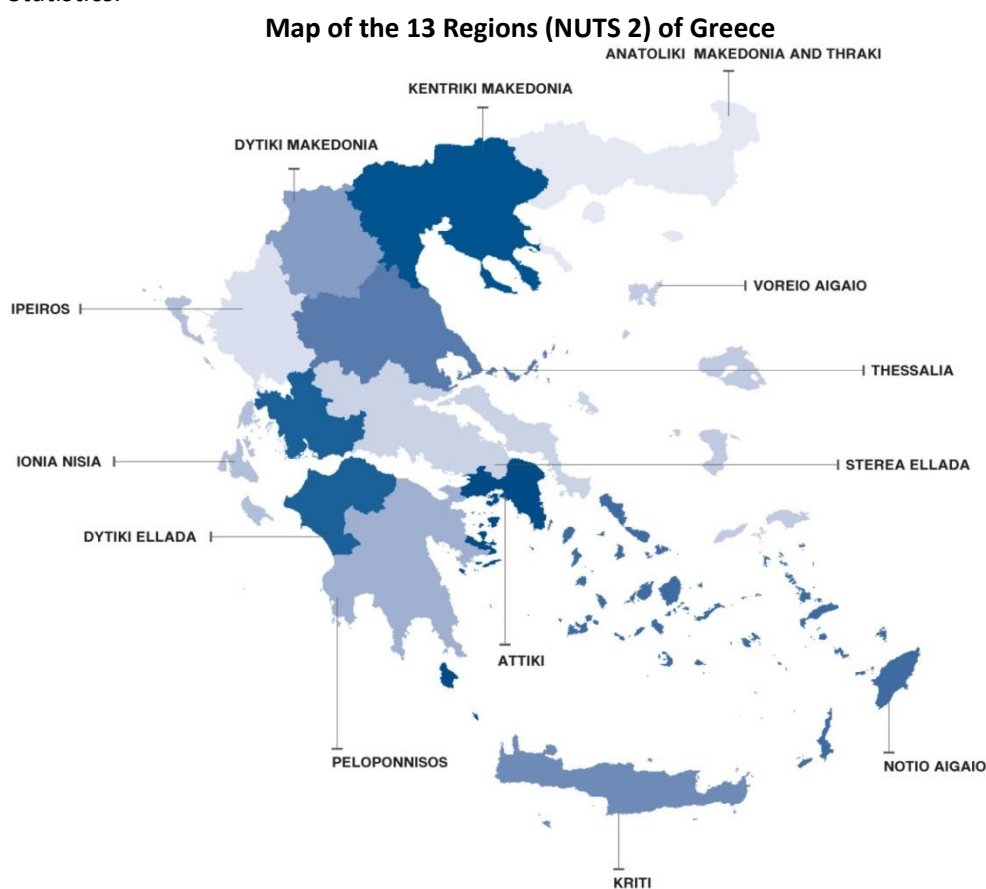 Statistics.
Map of the 13 Regions (NUTS 2) of Greece
ANATOLIKI MAKEDONIA AND THRAKI
KENTRIKI MAKEDONIA
DYTIKI MAKEDONIA
VOREIO AIGAIO
IPEIROS
THESSALIA
IONIA NISIA
STEREA ELLADA
DYTIKI ELLADA
ATTIKI
PELOPONNISOS
NOTIO AIGAIO
KRITI